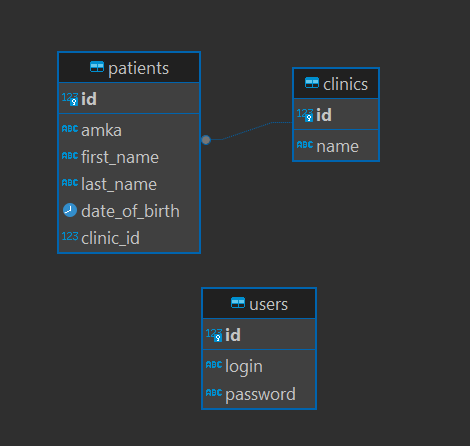 patients
123 id
ABC amka
ABC first_name
ABC last_name
date_of_birth
123 clinic_id
clinics
123 id
ABC name
users
123 id
ABC login
ABC password